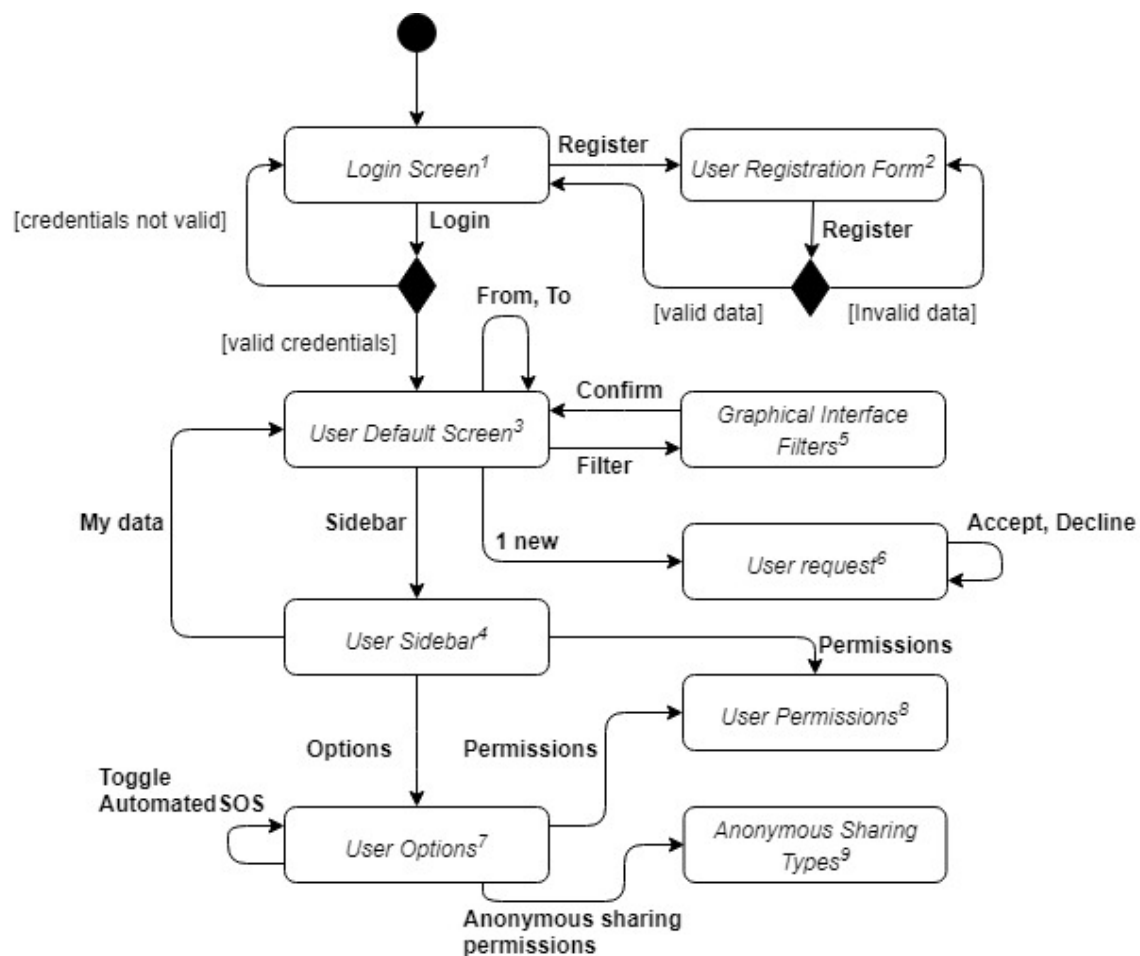 Login Screen¹
Register
User Registration Form²
[credentials not valid]
Login
Register
From, To
[valid data]
[Invalid data]
[valid credentials]
Confirm
User Default Screen³
Graphical Interface
Filters⁵
Filter
My data
Sidebar
1 new
Accept, Decline
User request⁶
User Sidebar⁴
Permissions
User Permissions⁸
Options
Permissions
Toggle
AutomatedSOS
User Options⁷
Anonymous Sharing
Types⁹
Anonymous sharing
permissions